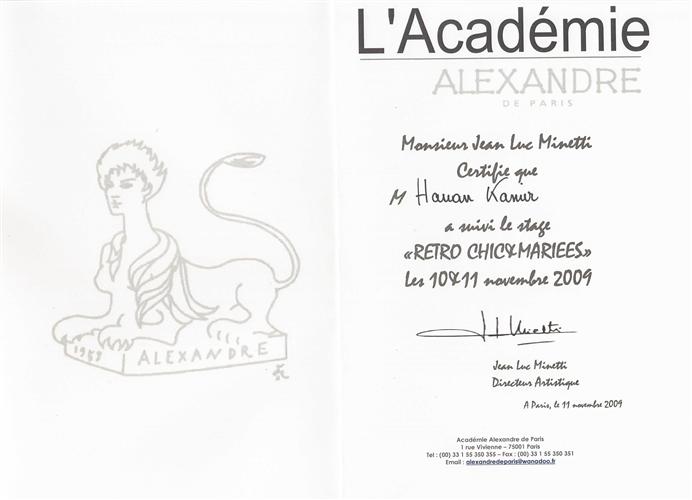 1958 ALEXANDRE
L'Académie
ALEXANDRE
DE PARIS
Monsieur Jean Luc Minetti
Certifie que
M Hanan Kamur
a suivi le stage
«RETRO CHIC&MARIEES»
Les 10&11 novembre 2009
Jean Luc Minetti
Directeur Artistique
A Paris, le 11 novembre 2009
Académie Alexandre de Paris
1 rue Vivienne – 75001 Paris
Tel : (00) 33 1 55 350 355 – Fax : (00) 33 1 55 350 351
Email : alexandredeparis@wanadoo.fr